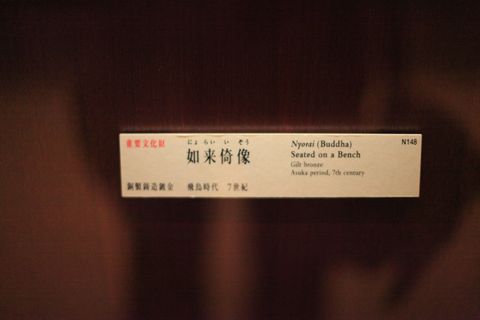 重要文化財
にょ らい い ぞう
如来倚像
銅製鋳造鍍金 飛鳥時代 7世紀
Nyorai (Buddha)
Seated on a Bench
Gilt bronze
Asuka period, 7th century
N148